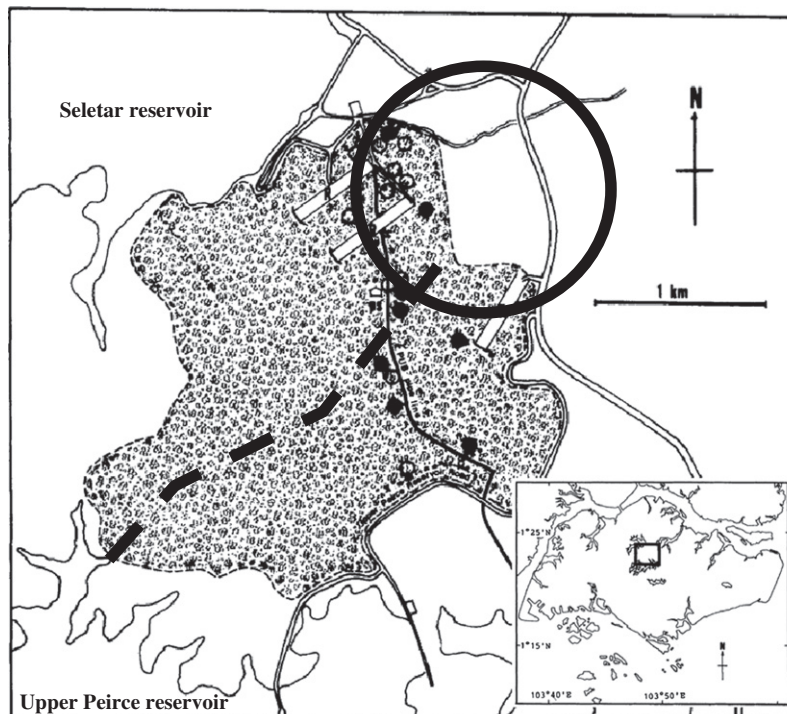 Seletar reservoir
N
1 km
Upper Peirce reservoir
1°25'N
1°15'N
N
103°40'E
103°50'E